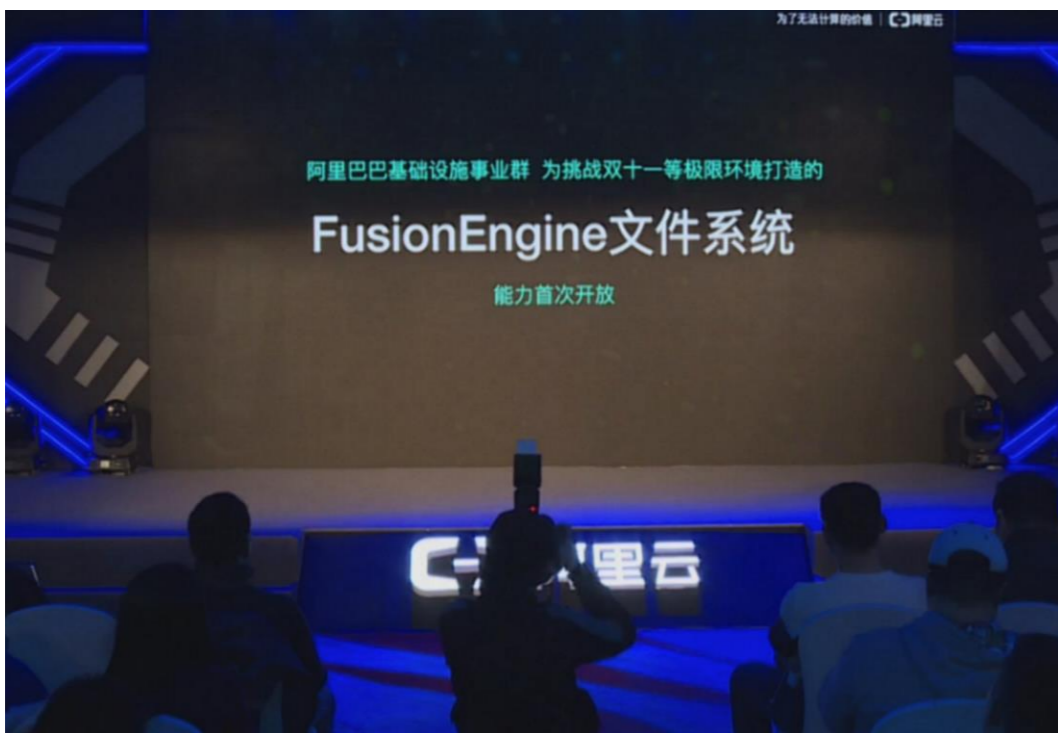 为了无法计算的价值 | 阿里云
阿里巴巴基础设施事业群 为挑战双十一等极限环境打造的
FusionEngine文件系统
能力首次开放
里云